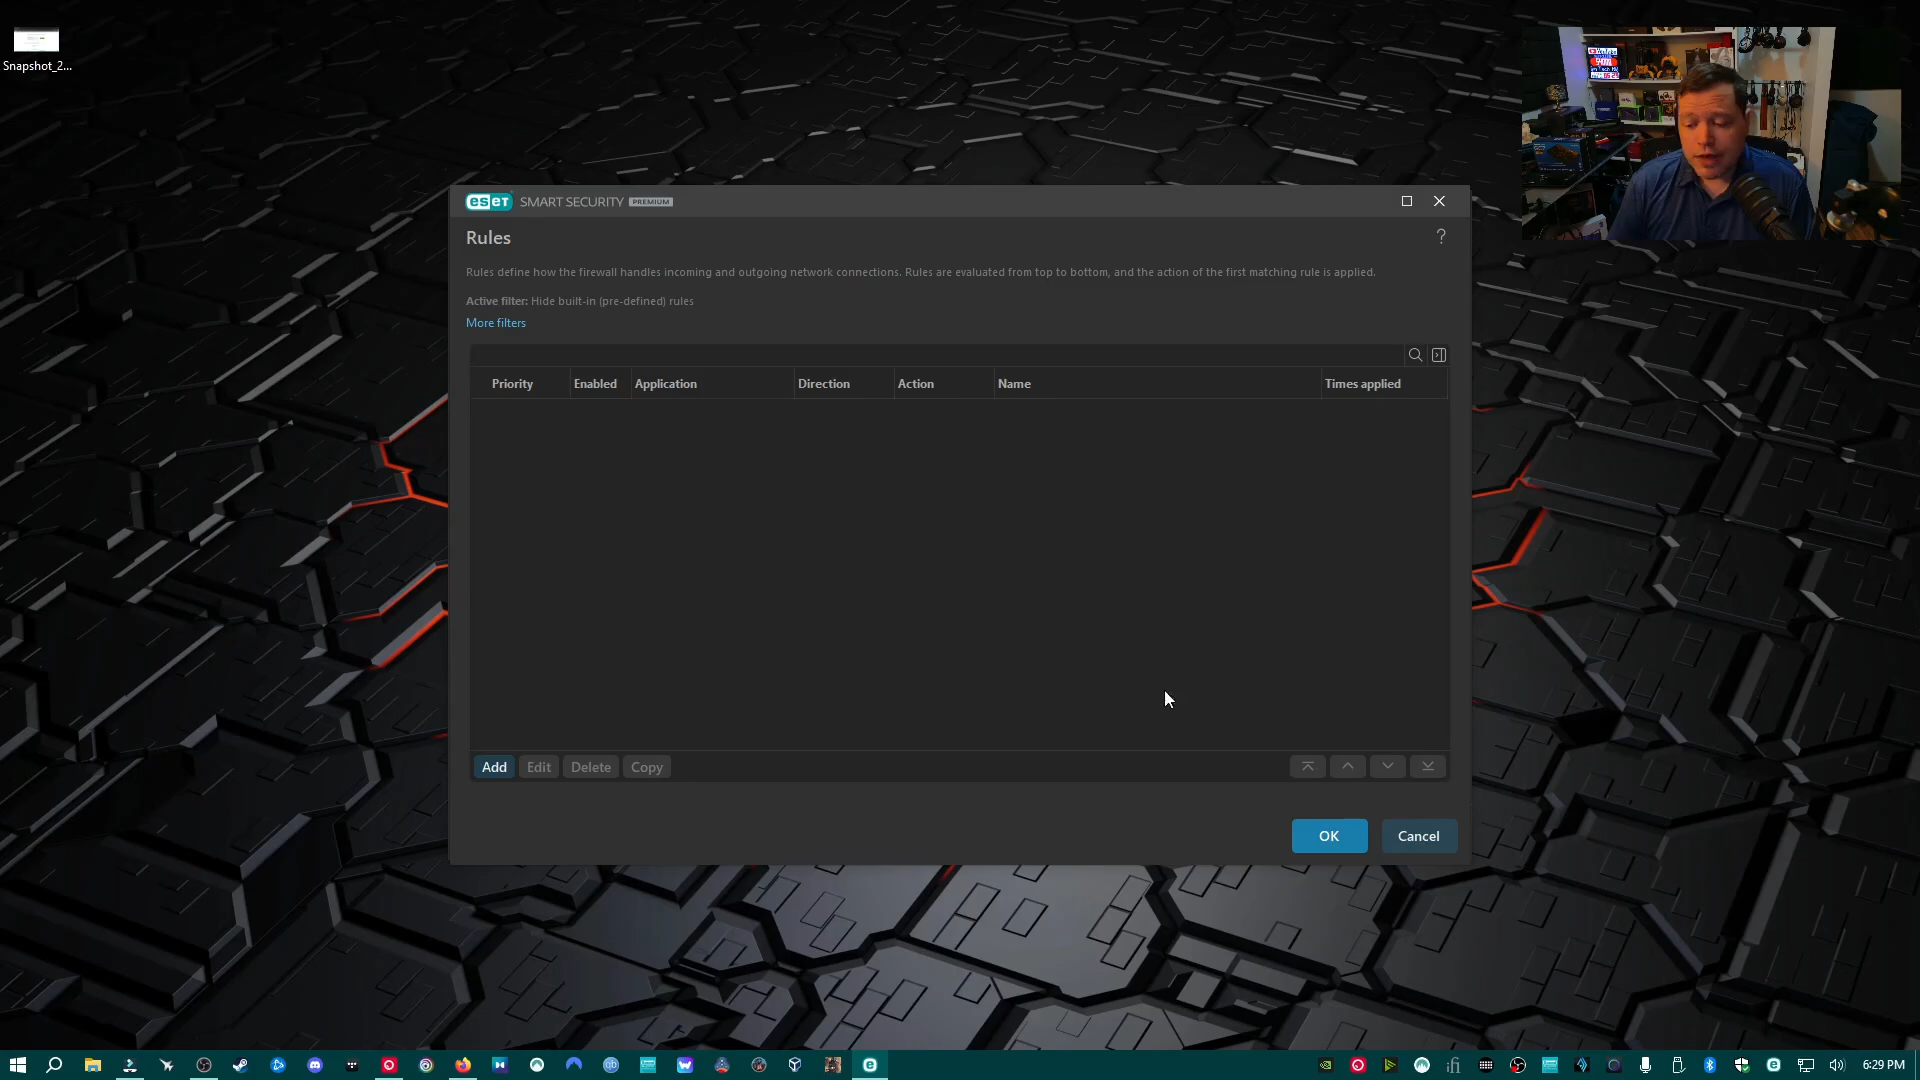 Snapshot_2...
eset SMART SECURITY PREMIUM
Rules
?
Rules define how the firewall handles incoming and outgoing network connections. Rules are evaluated from top to bottom, and the action of the first matching rule is applied.
Active filter: Hide built-in (pre-defined) rules
More filters
Priority Enabled Application Direction Action Name Times applied
Add Edit Delete Copy
OK Cancel
6:29 PM